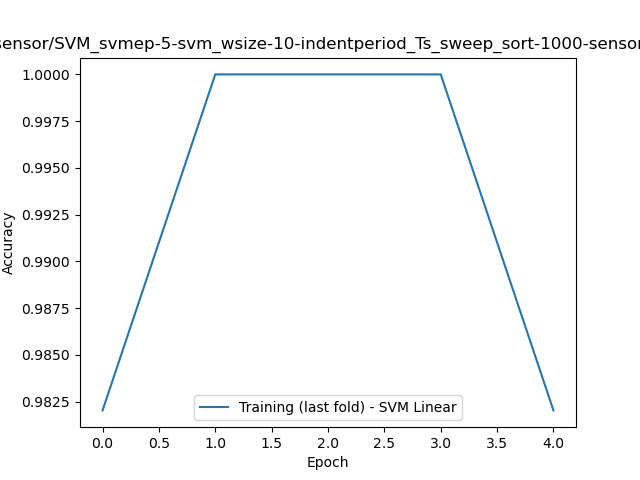 sensor/SVM_svmep-5-svm_wsize-10-indentperiod_Ts_sweep_sort-1000-sensor
1.0000
0.9975
0.9950
0.9925
0.9900
0.9875
0.9850
0.9825
Accuracy
Training (last fold) - SVM Linear
0.0 0.5 1.0 1.5 2.0 2.5 3.0 3.5 4.0
Epoch